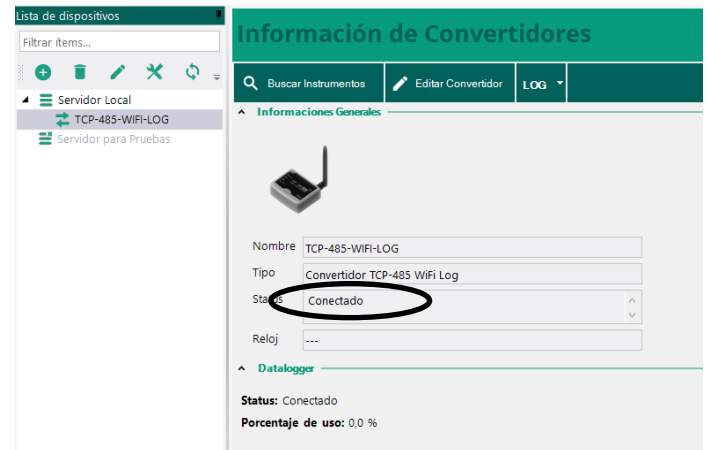 Lista de dispositivos
Filtrar ítems...
Servidor Local
TCP-485-WIFI-LOG
Servidor para Pruebas
Información de Convertidores
Buscar Instrumentos
Editar Convertidor
LOG
Informaciones Generales
Nombre TCP-485-WIFI-LOG
Tipo Convertidor TCP-485 WiFi Log
Status Conectado
Reloj ---
Datalogger
Status: Conectado
Porcentaje de uso: 0,0 %